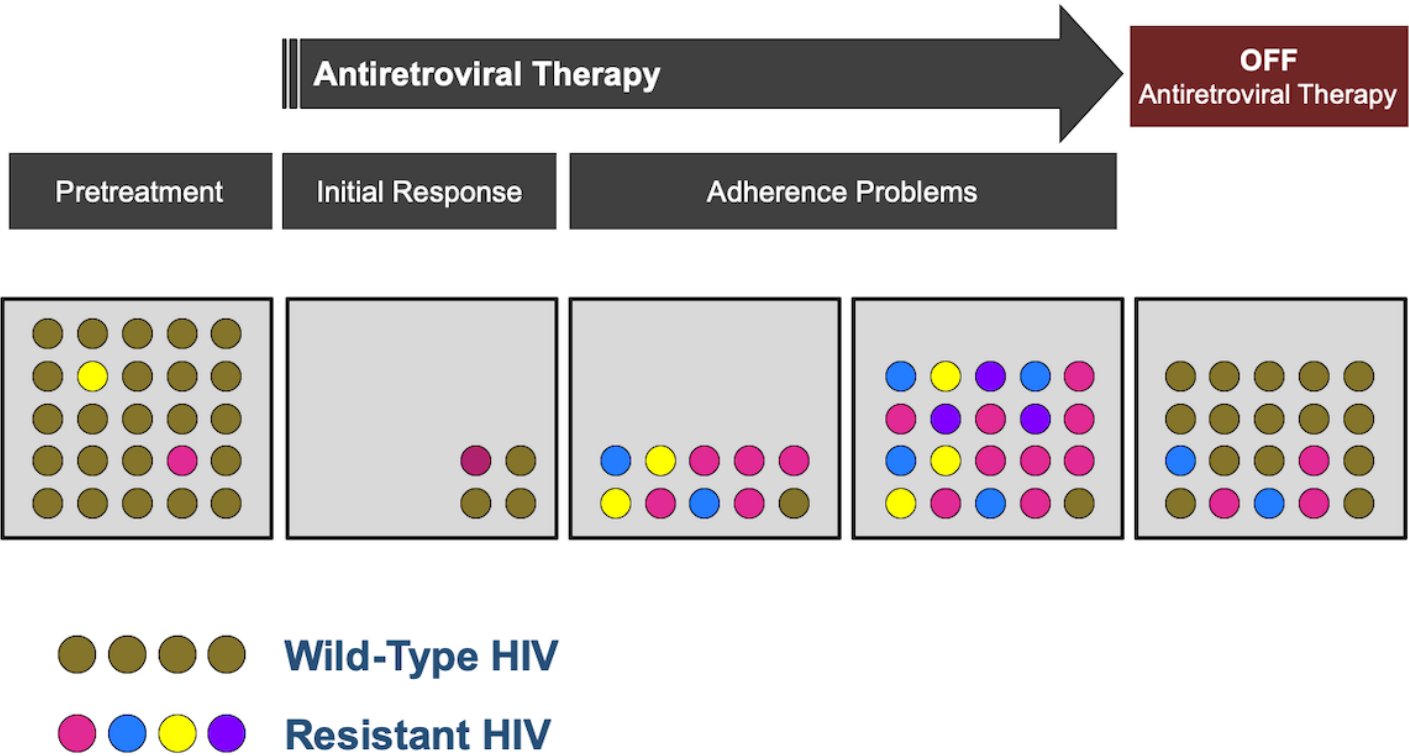 Antiretroviral Therapy
OFF
Antiretroviral Therapy
Pretreatment
Initial Response
Adherence Problems
Wild-Type HIV
Resistant HIV